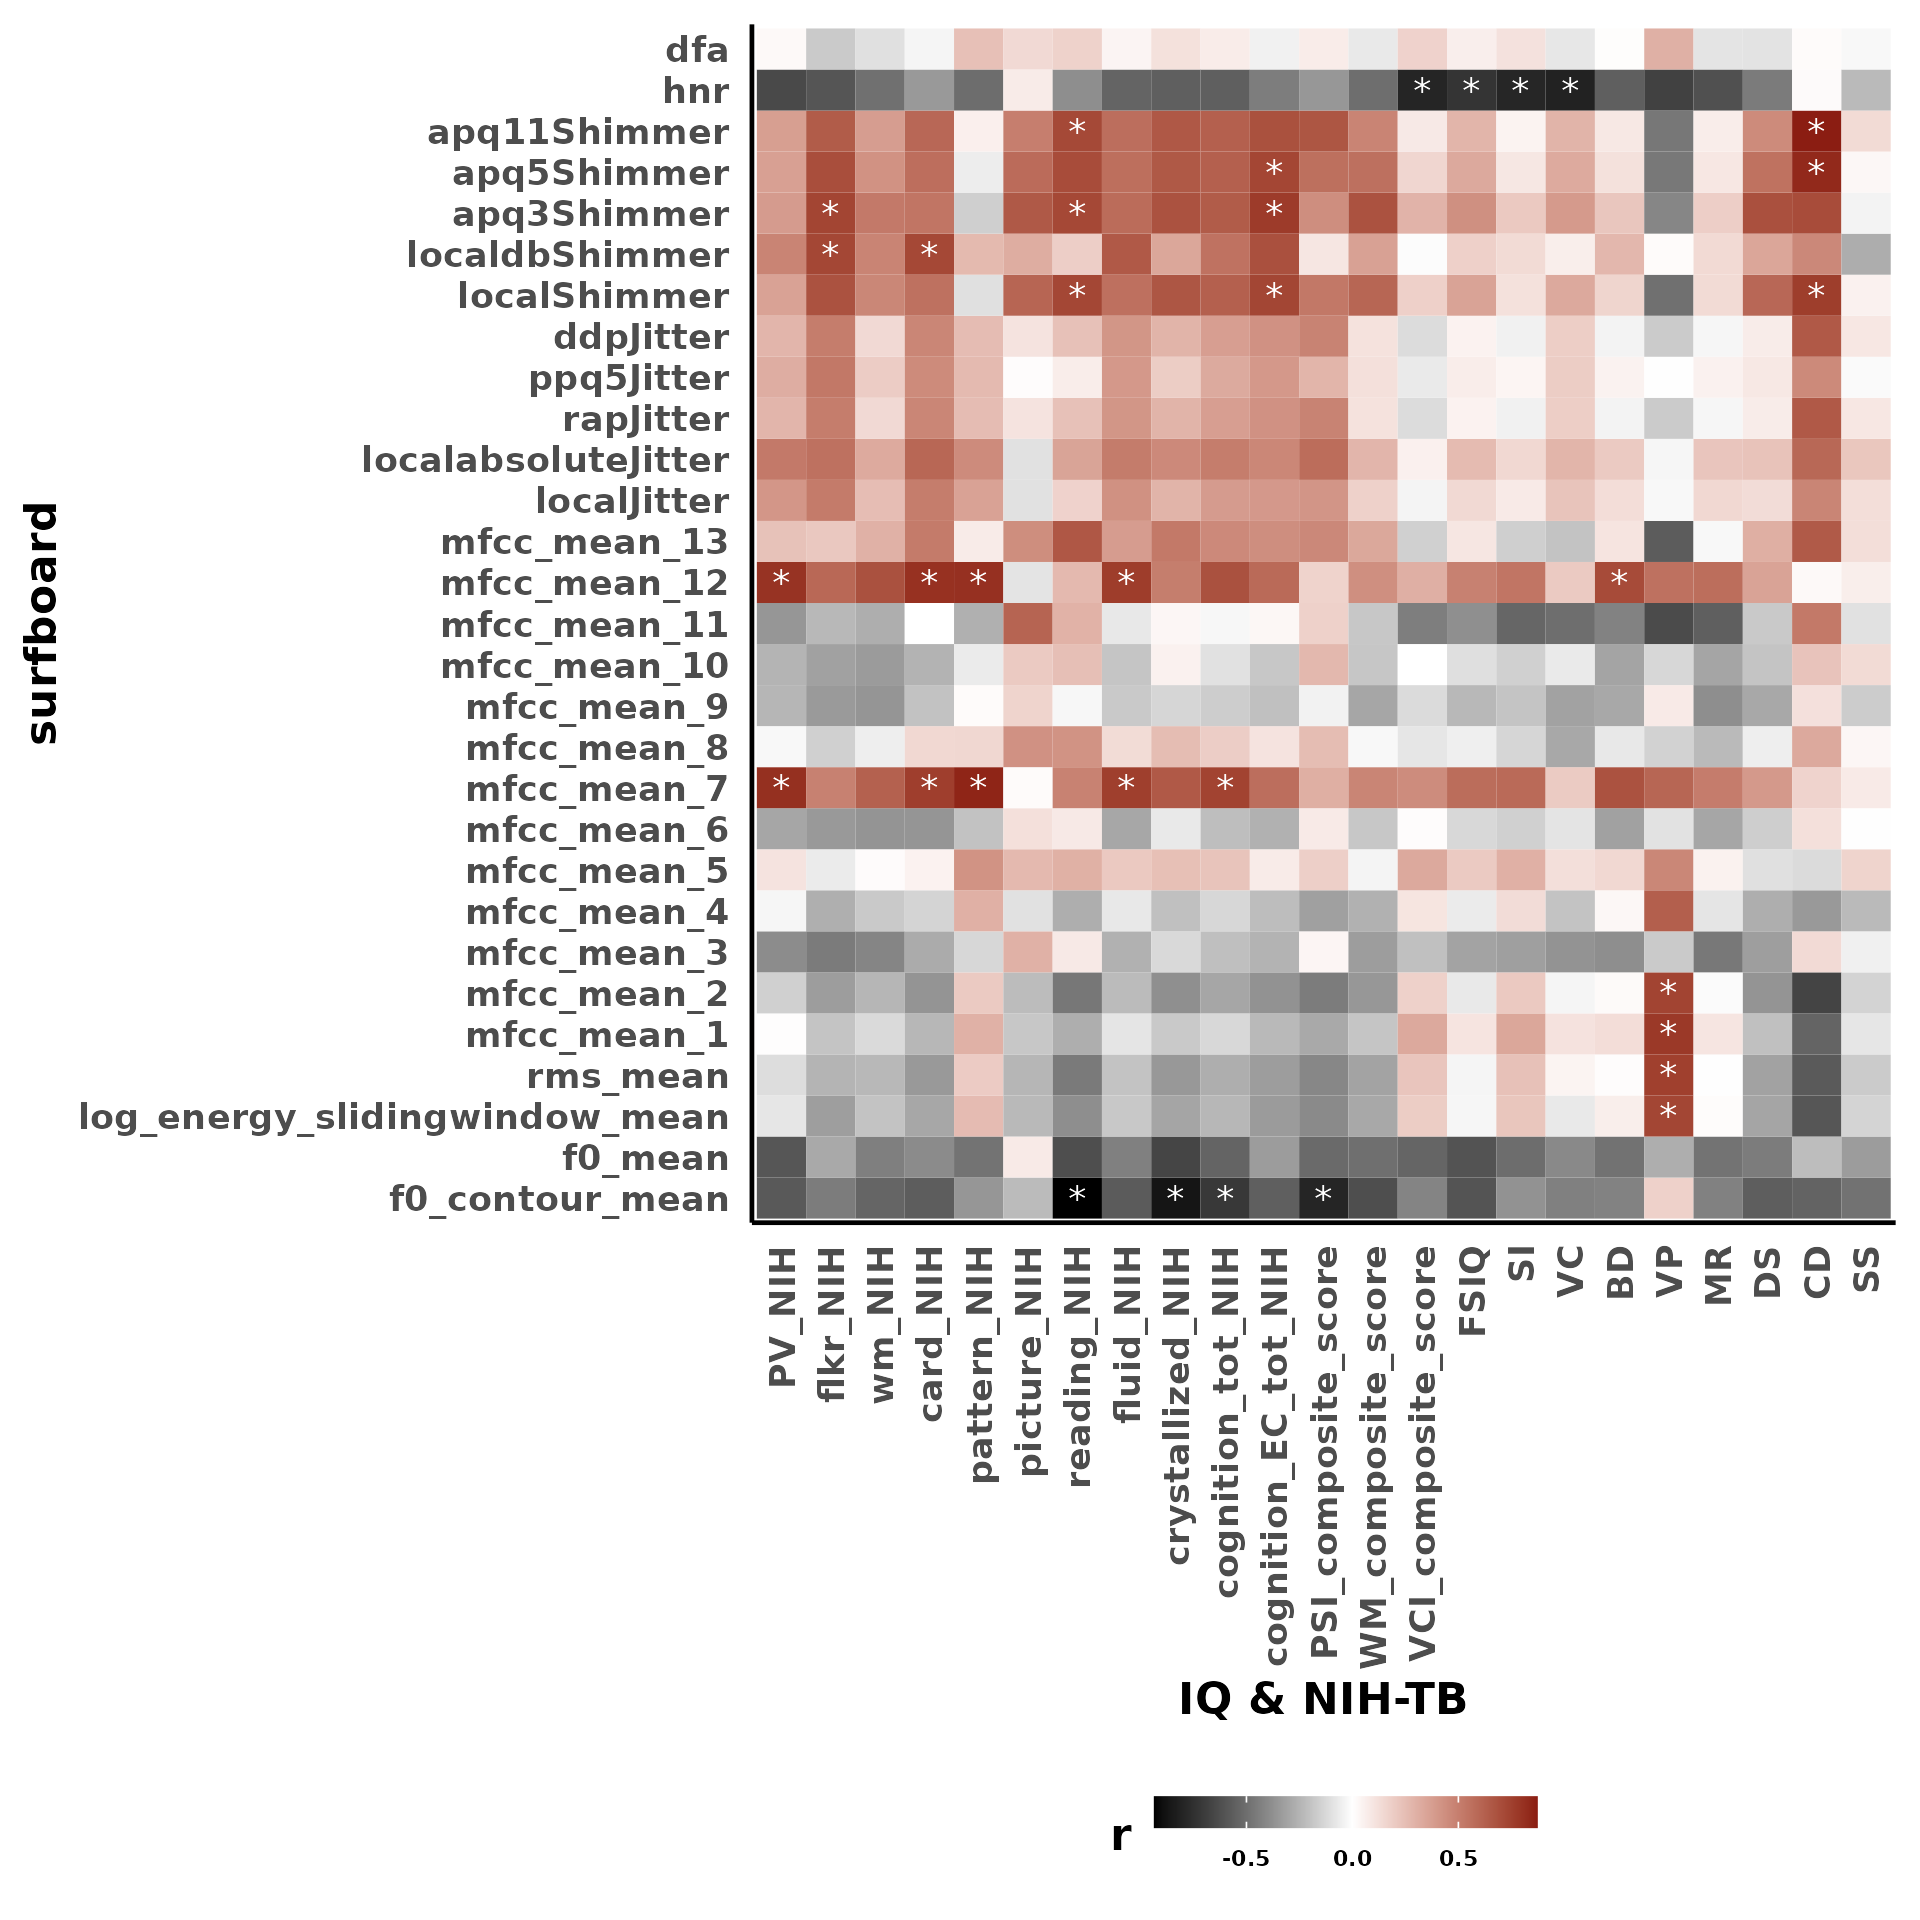 surfboard
dfa
hnr * * * *
apq11Shimmer * *
apq5Shimmer * *
apq3Shimmer * * *
localdbShimmer * *
localShimmer * * *
ddpJitter
ppq5Jitter
rapJitter
localabsoluteJitter
localJitter
mfcc_mean_13
mfcc_mean_12 * * * * *
mfcc_mean_11
mfcc_mean_10
mfcc_mean_9
mfcc_mean_8
mfcc_mean_7 * * * * *
mfcc_mean_6
mfcc_mean_5
mfcc_mean_4
mfcc_mean_3
mfcc_mean_2 *
mfcc_mean_1 *
rms_mean *
log_energy_slidingwindow_mean *
f0_mean
f0_contour_mean * * * *
PV_NIH
flkr_NIH
wm_NIH
card_NIH
pattern_NIH
picture_NIH
reading_NIH
fluid_NIH
crystallized_NIH
cognition_tot_NIH
cognition_EC_tot_NIH
PSI_composite_score
WM_composite_score
VCI_composite_score
FSIQ
SI
VC
BD
VP
MR
DS
CD
SS
IQ & NIH-TB
r
-0.5 0.0 0.5